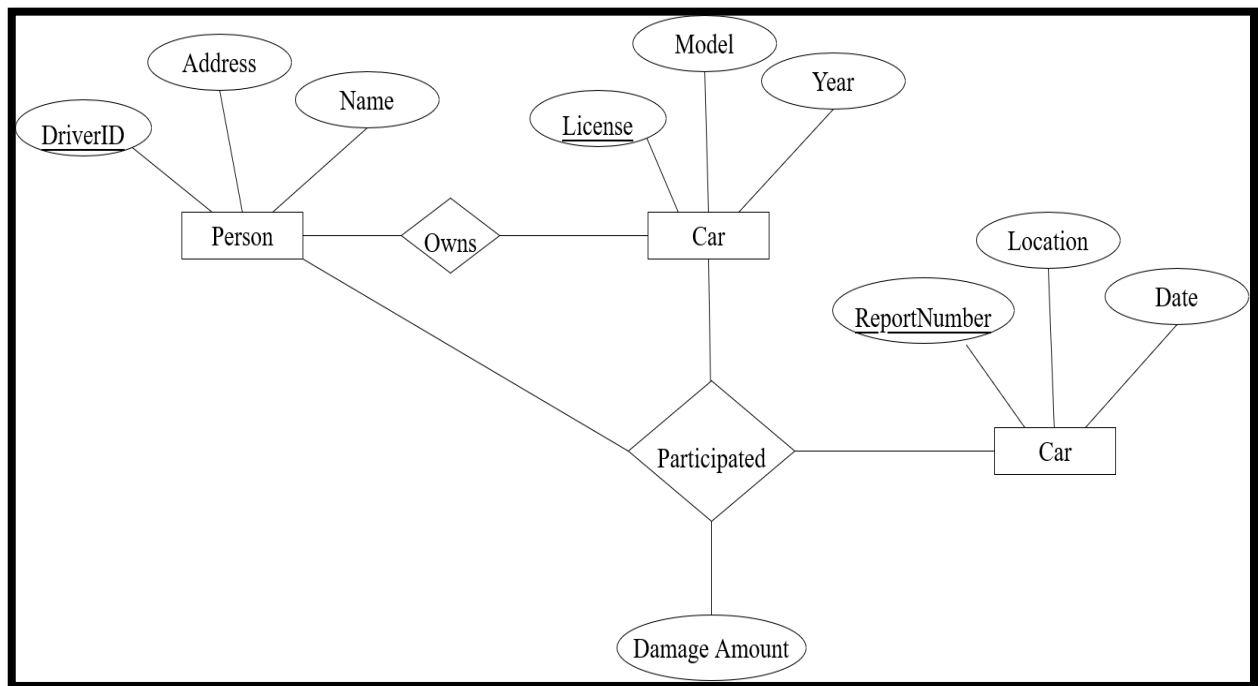 Model
Address
Year
Name
License
DriverID
Person
Owns
Car
Location
Date
ReportNumber
Participated
Car
Damage Amount